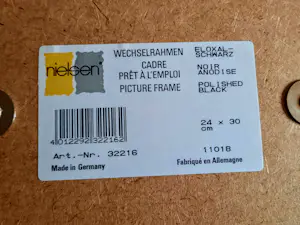 nielsen®
WECHSELRAHMEN
CADRE
PRÊT À L'EMPLOI
PICTURE FRAME
ELOXAL-
SCHWARZ
NOIR
ANODISE
POLISHED
BLACK
4012292322162
24 x 30
cm
Art.-Nr. 32216
11018
Made in Germany
Fabriqué en Allemagne